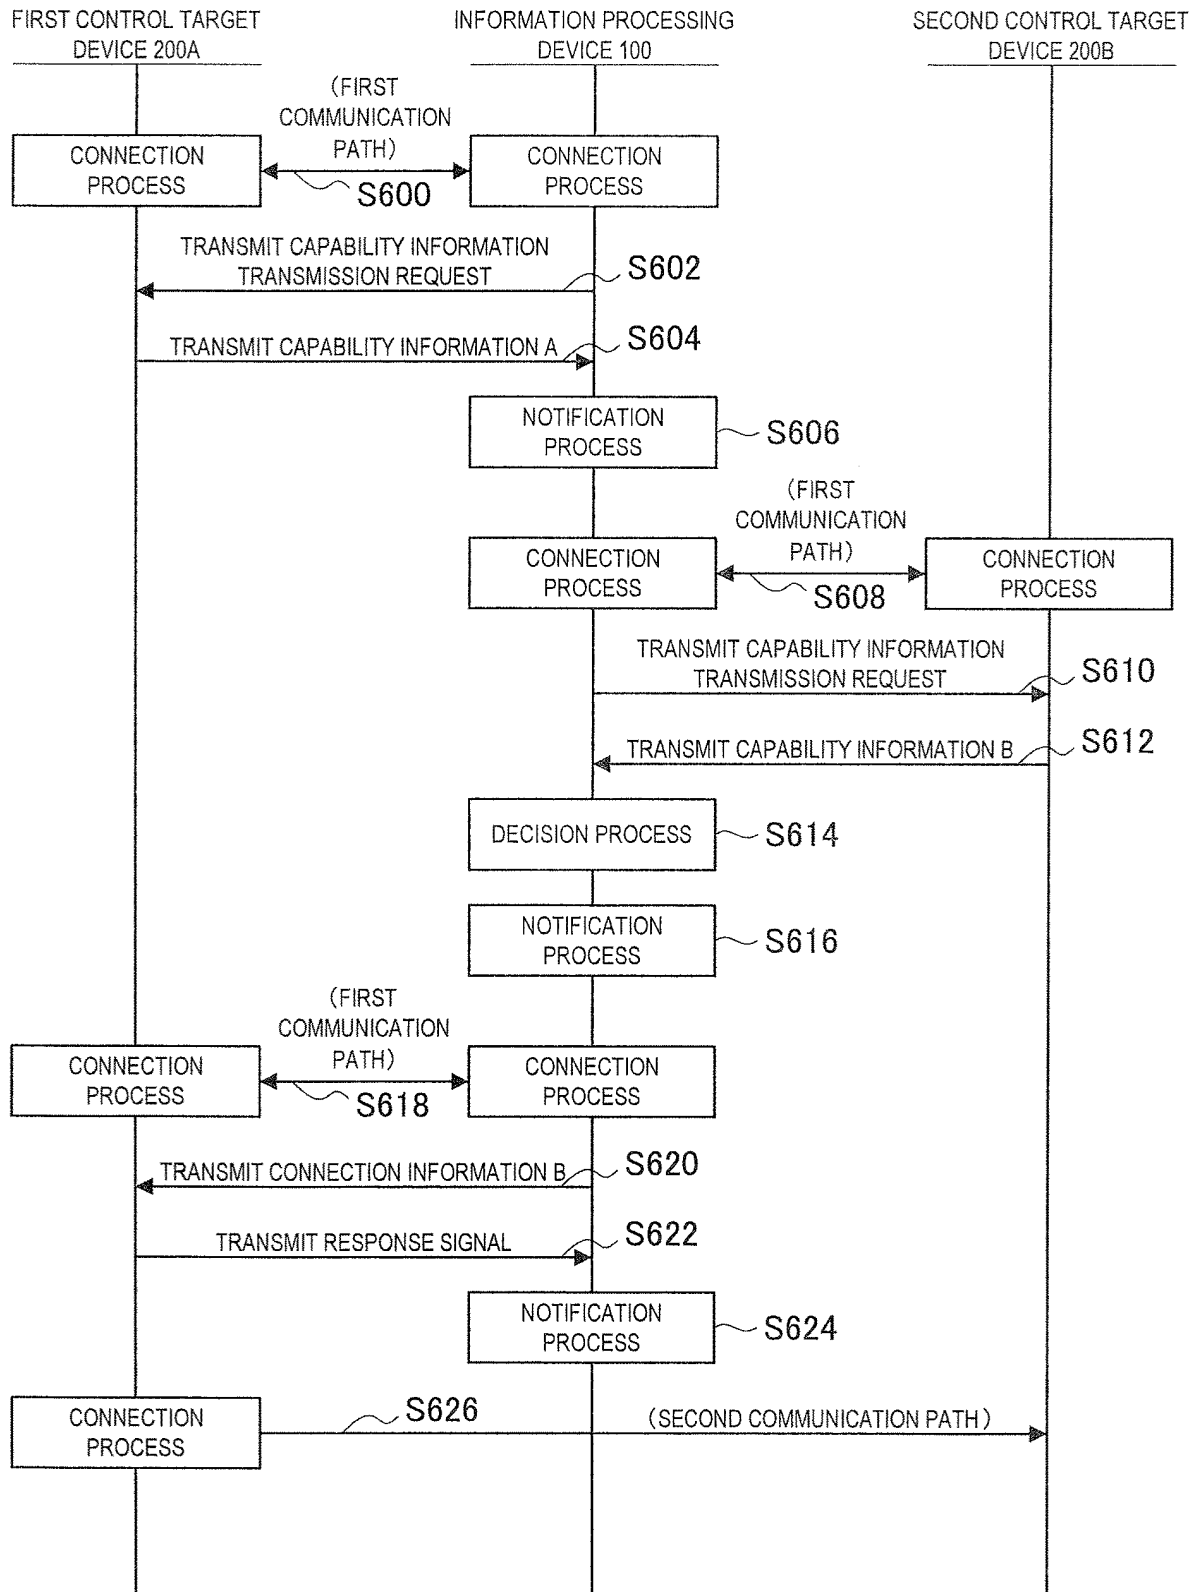 FIRST CONTROL TARGET
DEVICE 200A
INFORMATION PROCESSING
DEVICE 100
SECOND CONTROL TARGET
DEVICE 200B
(FIRST
COMMUNICATION
PATH)
CONNECTION
PROCESS
CONNECTION
PROCESS
S600
TRANSMIT CAPABILITY INFORMATION
TRANSMISSION REQUEST
S602
TRANSMIT CAPABILITY INFORMATION A
S604
NOTIFICATION
PROCESS
S606
(FIRST
COMMUNICATION
PATH)
CONNECTION
PROCESS
CONNECTION
PROCESS
S608
TRANSMIT CAPABILITY INFORMATION
TRANSMISSION REQUEST
S610
TRANSMIT CAPABILITY INFORMATION B
S612
DECISION PROCESS
S614
NOTIFICATION
PROCESS
S616
(FIRST
COMMUNICATION
PATH)
CONNECTION
PROCESS
CONNECTION
PROCESS
S618
TRANSMIT CONNECTION INFORMATION B
S620
TRANSMIT RESPONSE SIGNAL
S622
NOTIFICATION
PROCESS
S624
CONNECTION
PROCESS
S626
(SECOND COMMUNICATION PATH)